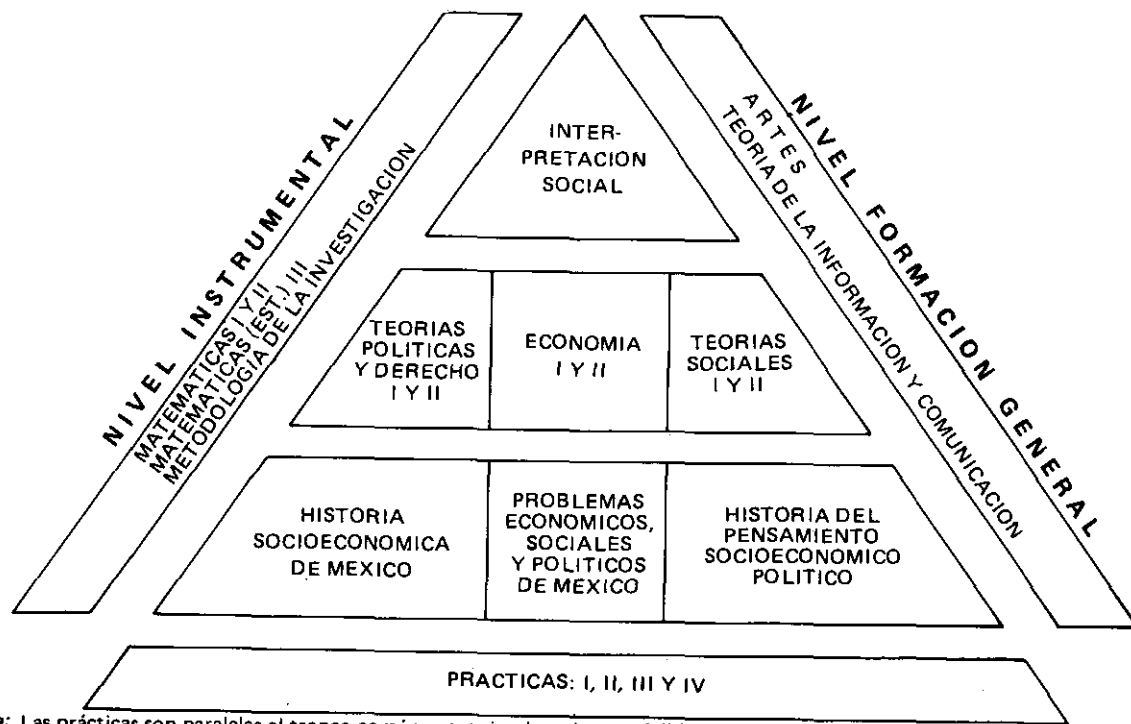 NIVEL INSTRUMENTAL
MATEMATICAS I Y II
MATEMATICAS (EST.) III
METODOLOGIA DE LA INVESTIGACION
INTER-
PRETACION
SOCIAL
NIVEL FORMACION GENERAL
ARTES
TEORIA DE LA INFORMACION Y COMUNICACION
TEORIAS
POLITICAS
Y DERECHO
I Y II
ECONOMIA
I Y II
TEORIAS
SOCIALES
I Y II
HISTORIA
SOCIOECONOMICA
DE MEXICO
PROBLEMAS
ECONOMICOS,
SOCIALES
Y POLITICOS
DE MEXICO
HISTORIA DEL
PENSAMIENTO
SOCIOECONOMICO
POLITICO
PRACTICAS: I, II, III Y IV
Las prácticas son paralelas al tronco